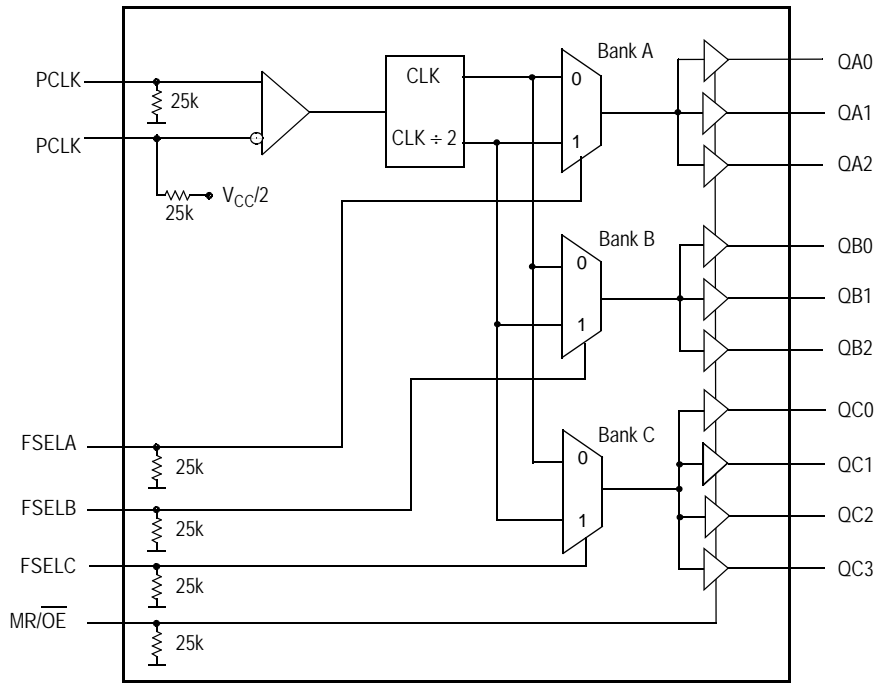 Bank A
PCLK
25k
CLK
0
QA0
QA1
PCLK
CLK ÷ 2
1
QA2
25k
VCC/2
Bank B
0
QB0
QB1
1
QB2
Bank C
QC0
FSELA
25k
0
QC1
FSELB
25k
1
QC2
FSELC
25k
QC3
MR/OE
25k